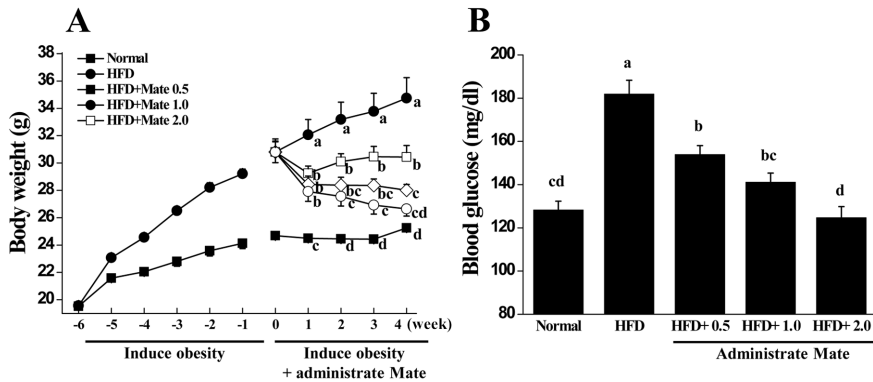 A
Normal
HFD
HFD+Mate 0.5
HFD+Mate 1.0
HFD+Mate 2.0
Body weight (g)
38
36
34
32
30
28
26
24
22
20
a
a
a
a
b
b
b
b
bc
bc
c
b
c
c
cd
c
d
d
d
-6
-5
-4
-3
-2
-1
0
1
2
3
4
(week)
Induce obesity
Induce obesity
+ administrate Mate
B
Blood glucose (mg/dl)
200
180
160
140
120
100
80
cd
a
b
bc
d
Normal
HFD
HFD+ 0.5
HFD+ 1.0
HFD+ 2.0
Administrate Mate